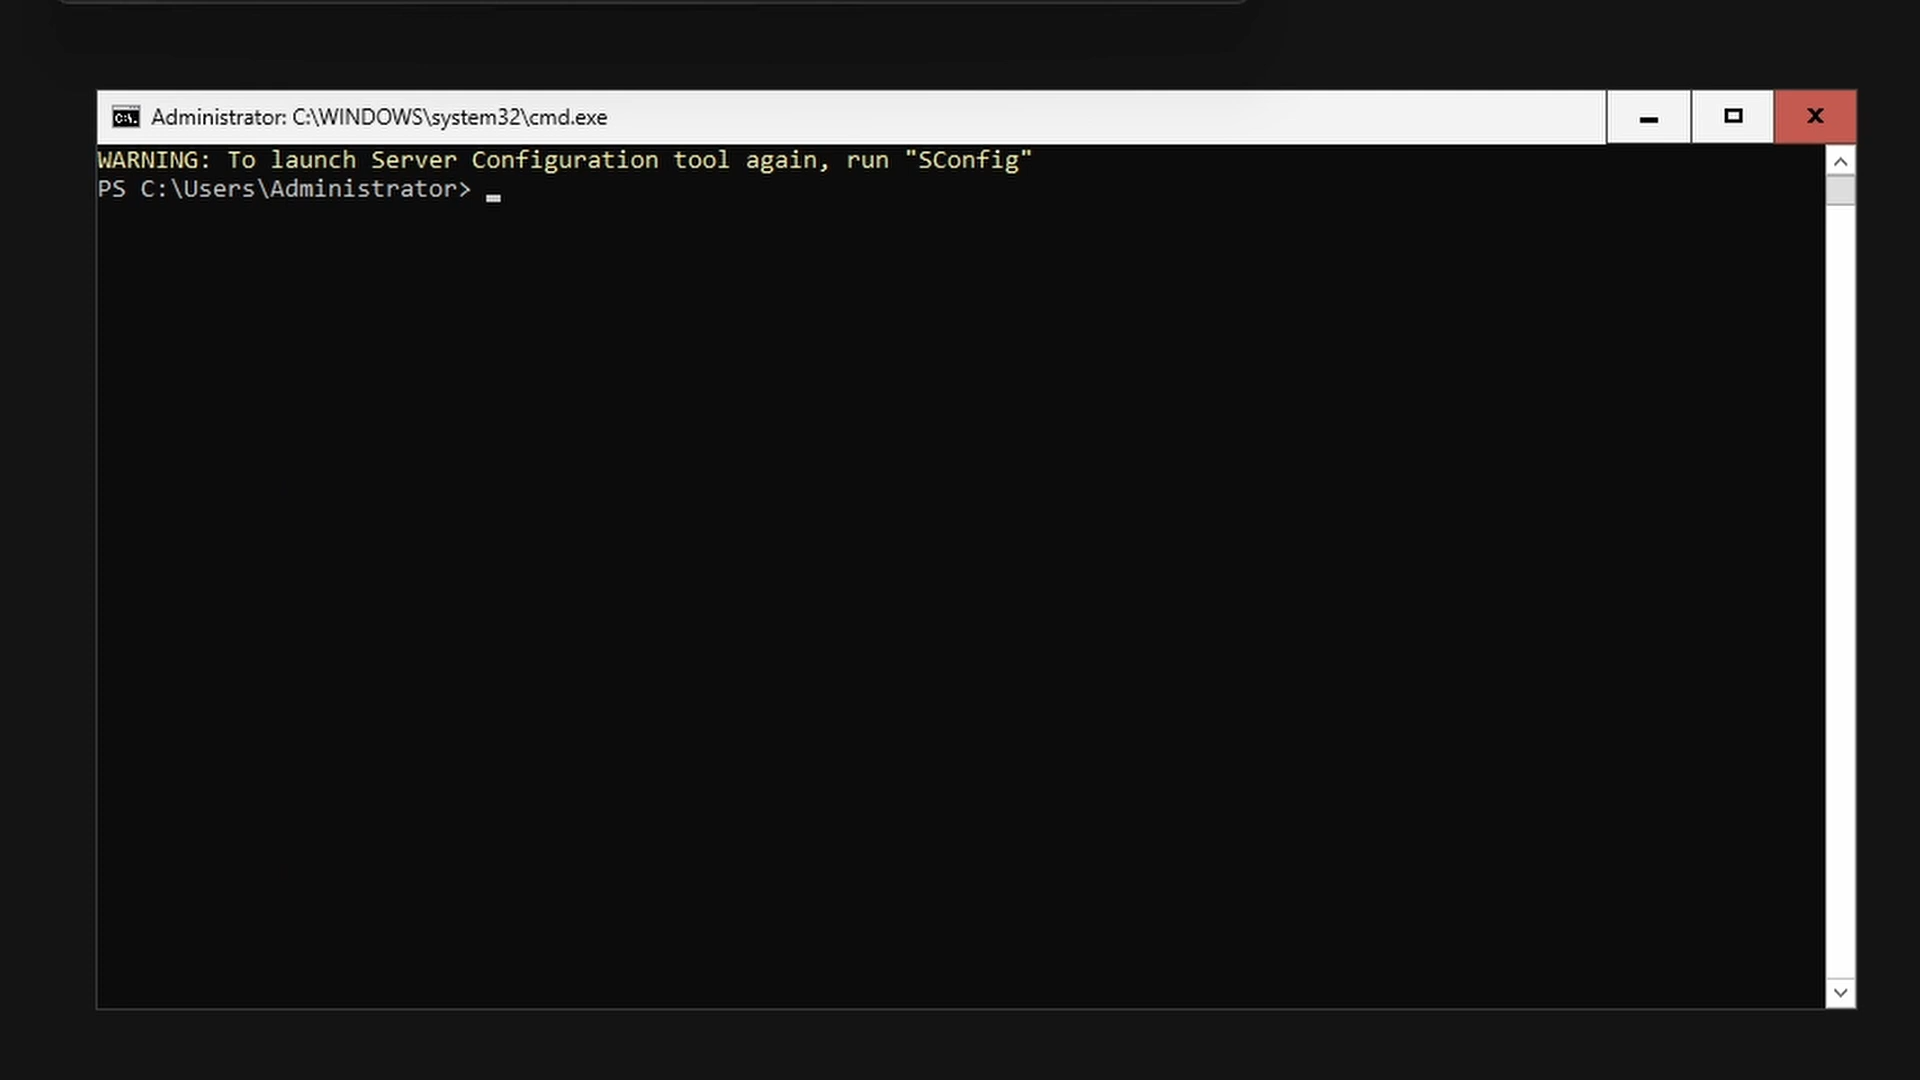 Administrator: C:\WINDOWS\system32\cmd.exe
WARNING: To launch Server Configuration tool again, run "SConfig"
PS C:\Users\Administrator>